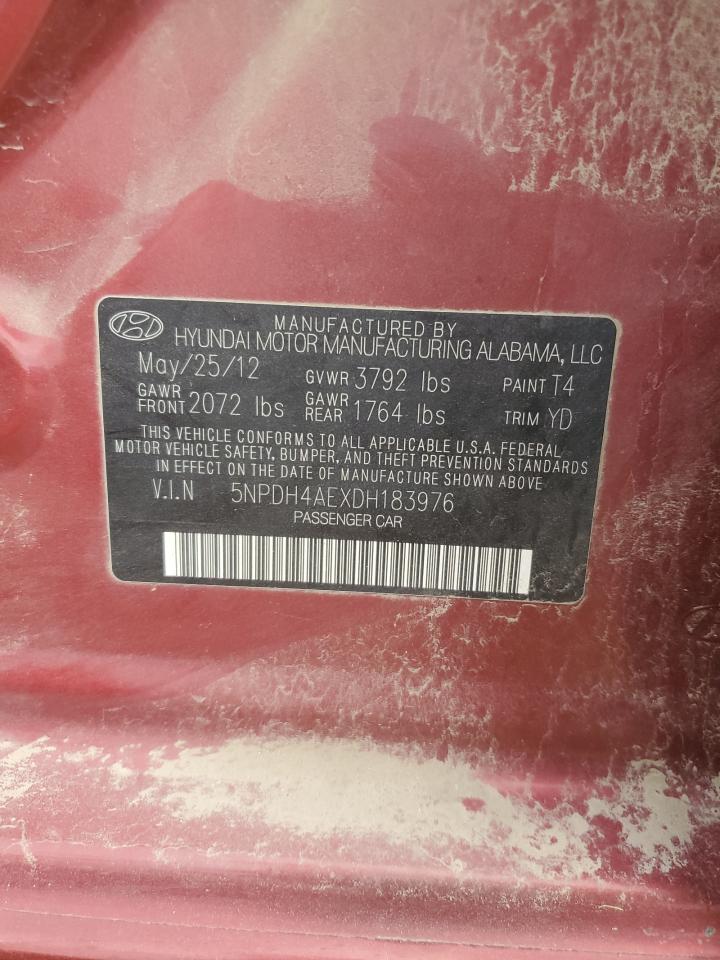 MANUFACTURED BY
HYUNDAI MOTOR MANUFACTURING ALABAMA, LLC
May/25/12 GVWR 3792 lbs PAINT T4
GAWR FRONT 2072 lbs GAWR REAR 1764 lbs TRIM YD
THIS VEHICLE CONFORMS TO ALL APPLICABLE U.S.A. FEDERAL
MOTOR VEHICLE SAFETY, BUMPER, AND THEFT PREVENTION STANDARDS
IN EFFECT ON THE DATE OF MANUFACTURE SHOWN ABOVE
V.I.N 5NPDH4AEXDH183976
PASSENGER CAR